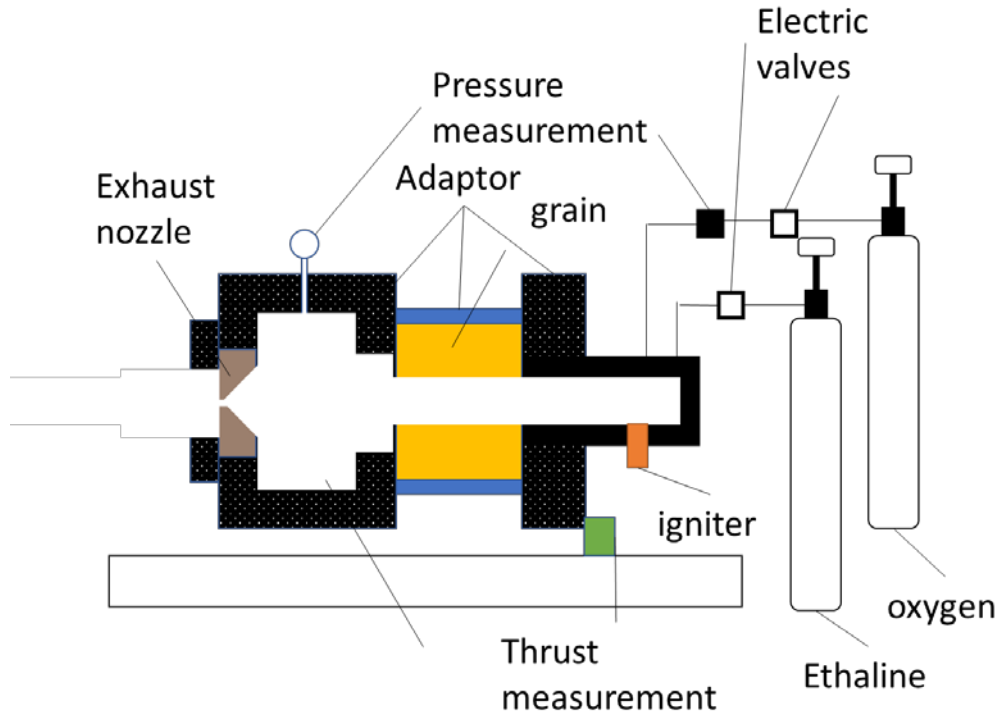 Electric
valves
Pressure
measurement
Adaptor
grain
Exhaust
nozzle
igniter
oxygen
Ethaline
Thrust
measurement